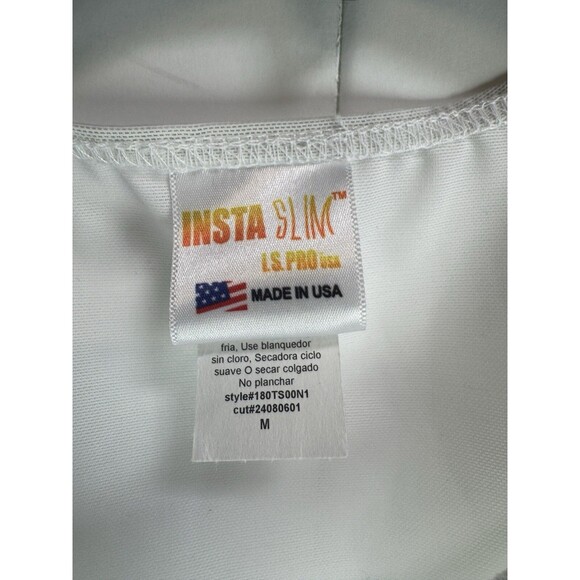 INSTA SLIM™
I.S.PRO USA
MADE IN USA
fria, Use blanquedor
sin cloro, Secadora ciclo
suave O secar colgado
No planchar
style#180TS00N1
cut#24080601
M